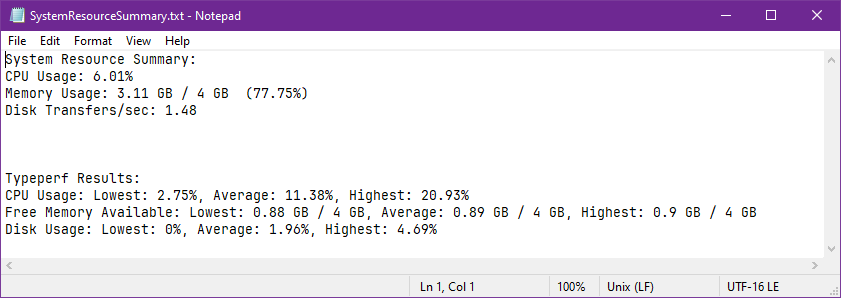 SystemResourceSummary.txt - Notepad
File Edit Format View Help
System Resource Summary:
CPU Usage: 6.01%
Memory Usage: 3.11 GB / 4 GB  (77.75%)
Disk Transfers/sec: 1.48
Typeperf Results:
CPU Usage: Lowest: 2.75%, Average: 11.38%, Highest: 20.93%
Free Memory Available: Lowest: 0.88 GB / 4 GB, Average: 0.89 GB / 4 GB, Highest: 0.9 GB / 4 GB
Disk Usage: Lowest: 0%, Average: 1.96%, Highest: 4.69%
Ln 1, Col 1 100% Unix (LF) UTF-16 LE